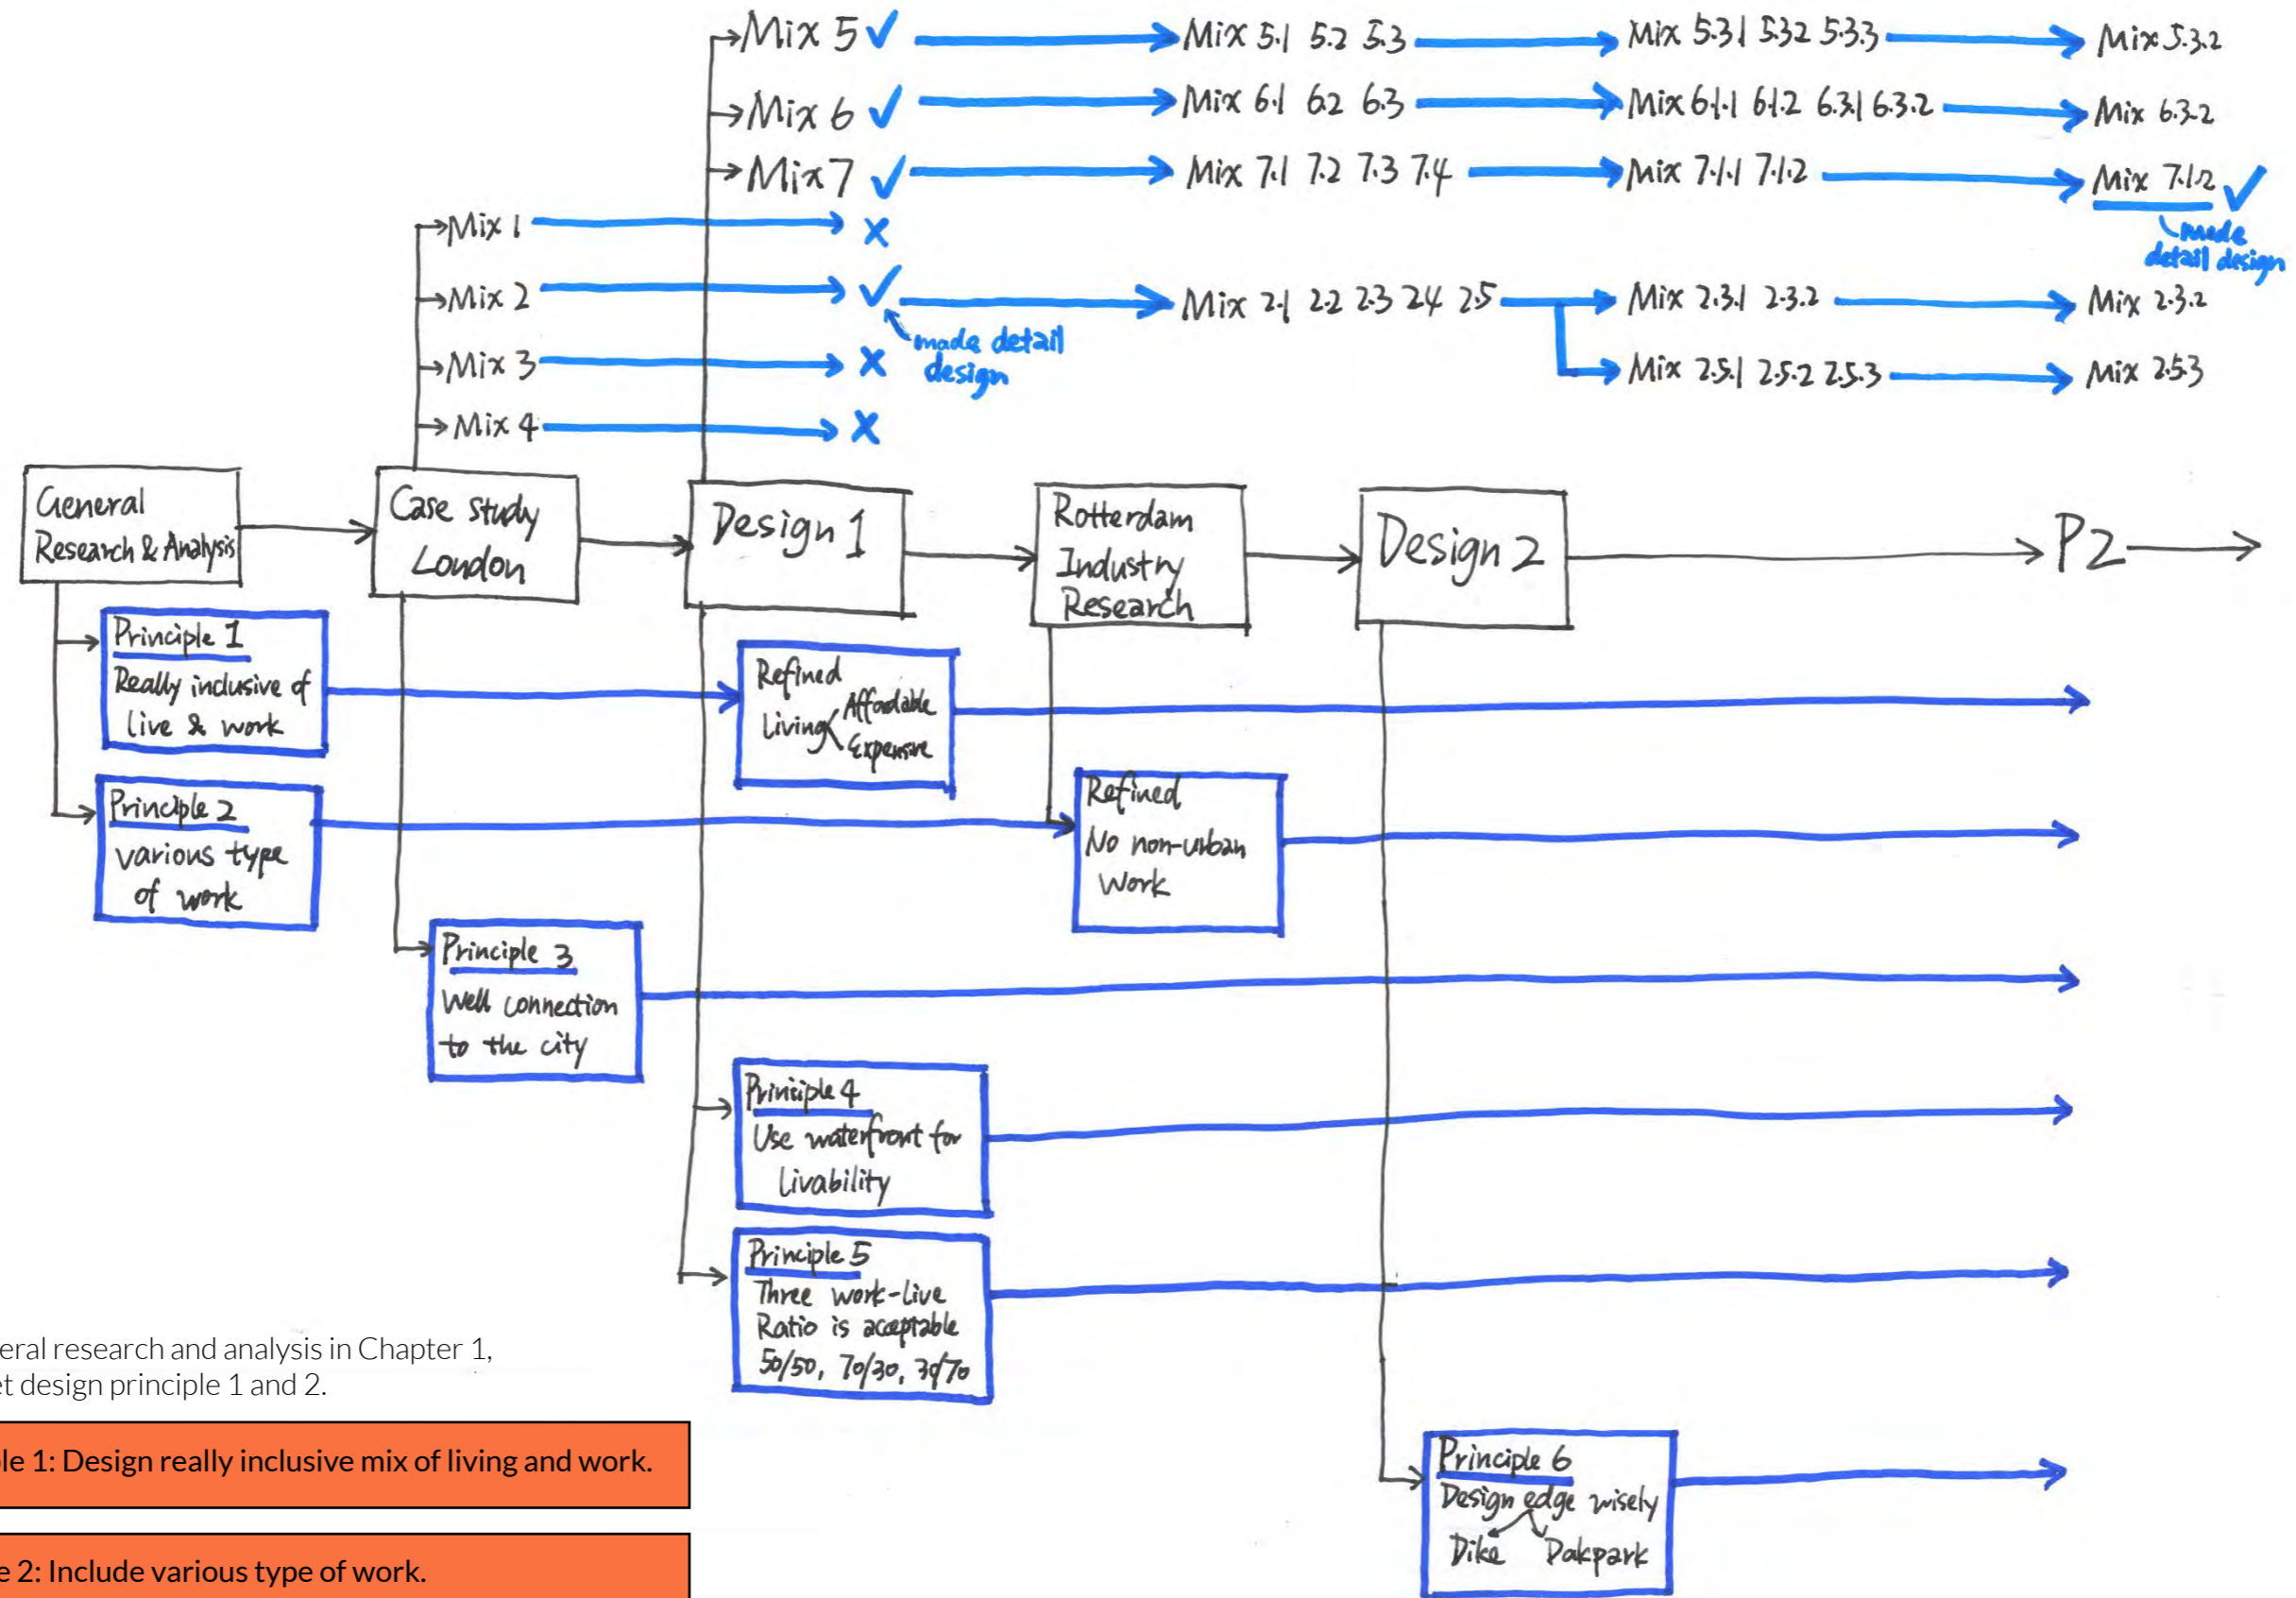 Mix 5 ✓
Mix 5.1 5.2 5.3
Mix 5.3.1 5.3.2 5.3.3
Mix 5.3.2
Mix 6 ✓
Mix 6.1 6.2 6.3
Mix 6.1.1 6.1.2 6.3.1 6.3.2
Mix 6.3.2
Mix 7 ✓
Mix 7.1 7.2 7.3 7.4
Mix 7.1.1 7.1.2
Mix 7.1.2 ✓
made
detail design
Mix 1
X
Mix 2
✓
made detail
design
Mix 2.1 2.2 2.3 2.4 2.5
Mix 2.3.1 2.3.2
Mix 2.3.2
Mix 3
X
Mix 2.5.1 2.5.2 2.5.3
Mix 2.5.3
Mix 4
X
General
Research & Analysis
Case study
London
Design 1
Rotterdam
Industry
Research
Design 2
P2
Principle 1
Really inclusive of
live & work
Refined
Living
Affordable
Expensive
Principle 2
various type
of work
Refined
No non-urban
work
Principle 3
Well connection
to the city
Principle 4
Use waterfront for
Livability
Principle 5
Three work-live
Ratio is acceptable
50/50, 70/30, 30/70
Principle 6
Design edge wisely
Dike Dakpark
eral research and analysis in Chapter 1,
et design principle 1 and 2.
le 1: Design really inclusive mix of living and work.
e 2: Include various type of work.